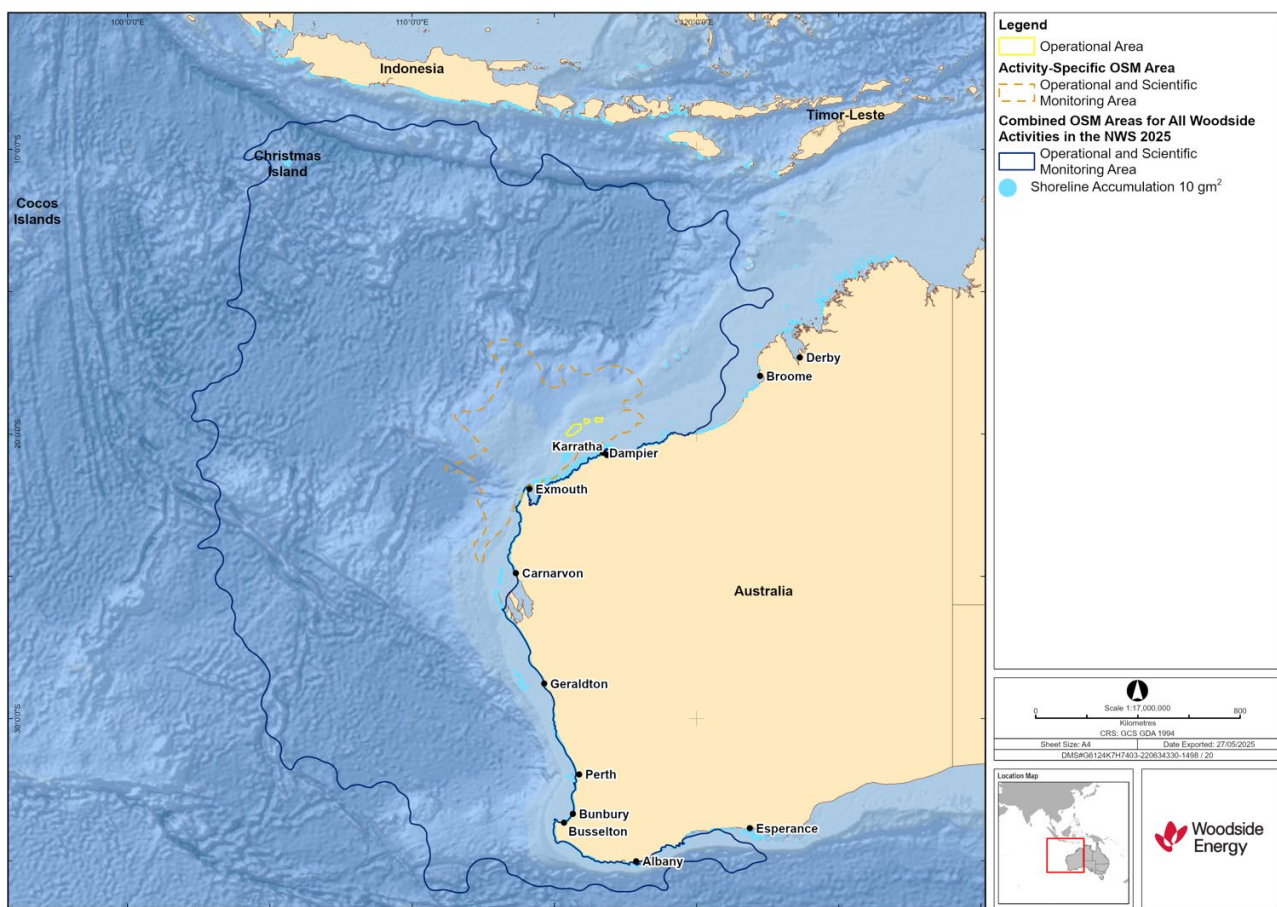 100°0'0"E
110°0'0"E
120°0'0"E
10°0'0"S
20°0'0"S
30°0'0"S
Indonesia
Timor-Leste
Christmas
Island
Cocos
Islands
Derby
Broome
Karratha
Dampier
Exmouth
Carnarvon
Australia
Geraldton
Perth
Bunbury
Busselton
Esperance
Albany
Legend
Operational Area
Activity-Specific OSM Area
Operational and Scientific
Monitoring Area
Combined OSM Areas for All Woodside
Activities in the NWS 2025
Operational and Scientific
Monitoring Area
Shoreline Accumulation 10 gm²
Scale 1:17,000,000
0 800
Kilometres
CRS: GCS GDA 1994
Sheet Size: A4 Date Exported: 27/05/2025
DMS#G6124K7H7403-220634330-1498 / 20
Location Map
Woodside
Energy